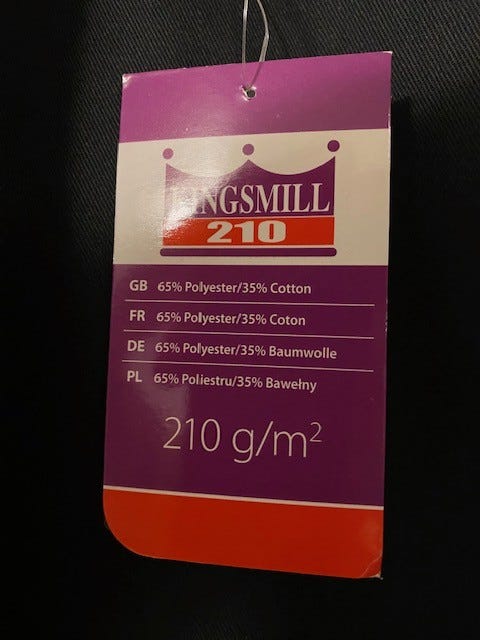 KINGSMILL
210
GB 65% Polyester/35% Cotton
FR 65% Polyester/35% Coton
DE 65% Polyester/35% Baumwolle
PL 65% Poliestru/35% Bawełny
210 g/m²